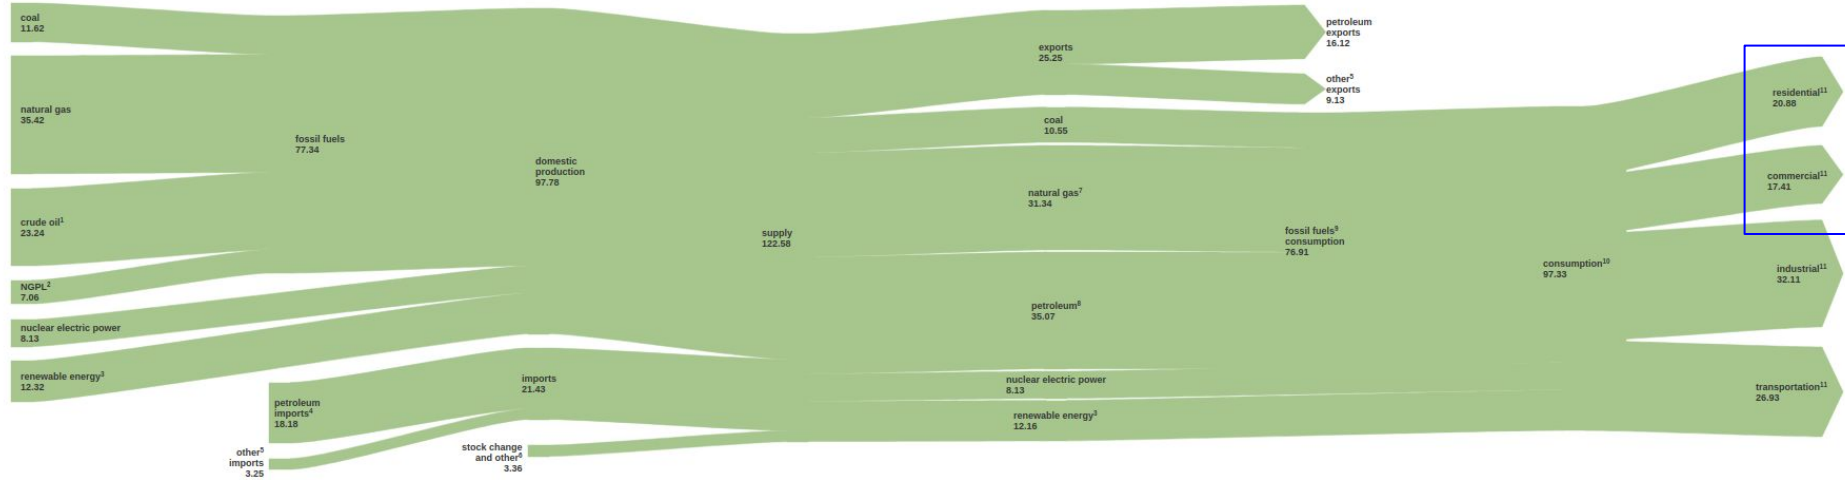 coal
11.62
natural gas
35.42
crude oil¹
23.24
NGPL²
7.06
nuclear electric power
8.13
renewable energy³
12.32
fossil fuels
77.34
petroleum
imports⁴
18.18
other⁵
imports
3.25
domestic
production
97.78
imports
21.43
stock change
and other⁶
3.36
supply
122.58
exports
25.25
coal
10.55
natural gas⁷
31.34
petroleum⁸
35.07
nuclear electric power
8.13
renewable energy³
12.16
petroleum
exports
16.12
other⁵
exports
9.13
fossil fuels⁹
consumption
76.91
consumption¹⁰
97.33
residential¹¹
20.88
commercial¹¹
17.41
industrial¹¹
32.11
transportation¹¹
26.93